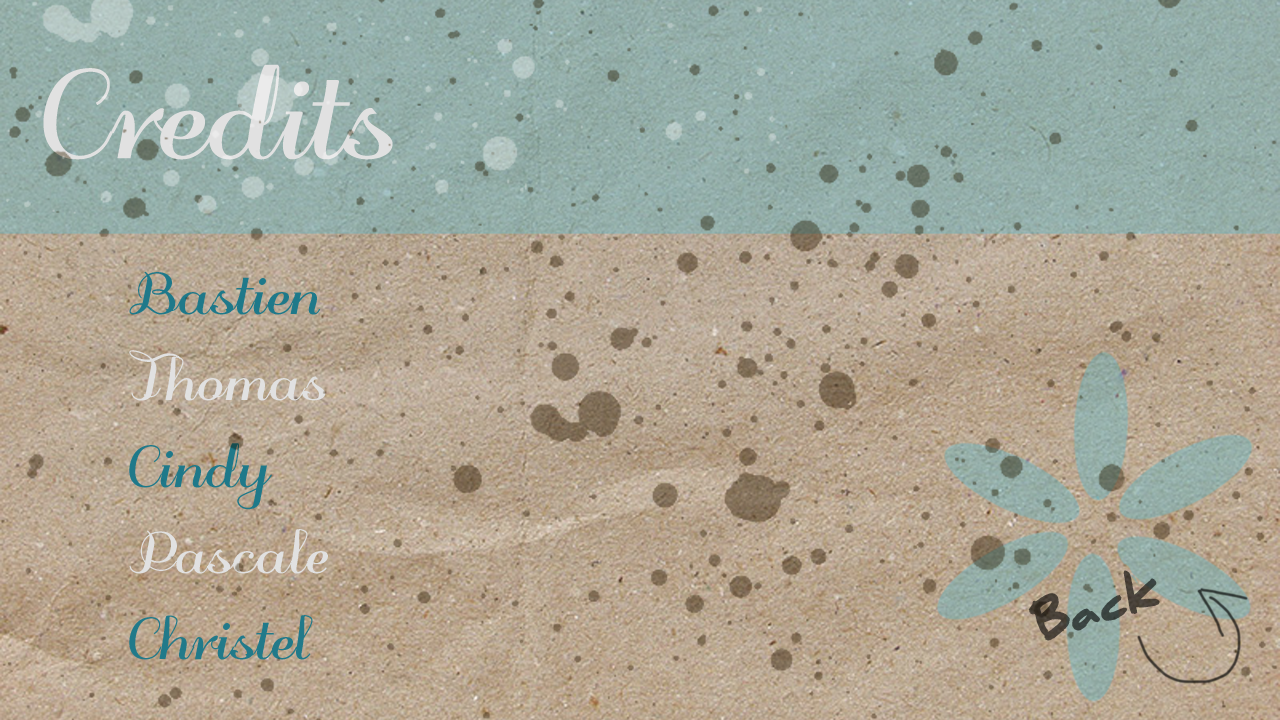 Credits
Bastien
Thomas
Cindy
Pascale
Christel
Back